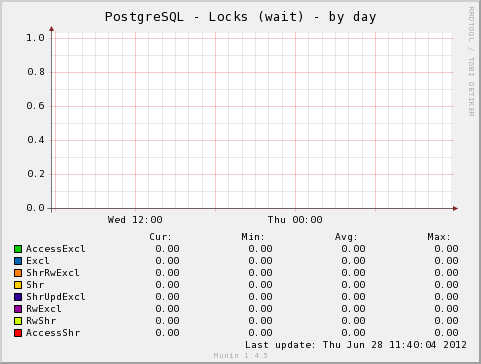 PostgreSQL - Locks (wait) - by day
RRDTOOL / TOBI OETIKER
1.0
0.8
0.6
0.4
0.2
0.0
Wed 12:00 Thu 00:00
Cur: Min: Avg: Max:
AccessExcl 0.00 0.00 0.00 0.00
Excl 0.00 0.00 0.00 0.00
ShrRwExcl 0.00 0.00 0.00 0.00
Shr 0.00 0.00 0.00 0.00
ShrUpdExcl 0.00 0.00 0.00 0.00
RwExcl 0.00 0.00 0.00 0.00
RwShr 0.00 0.00 0.00 0.00
AccessShr 0.00 0.00 0.00 0.00
Last update: Thu Jun 28 11:40:04 2012
Munin 1.4.5